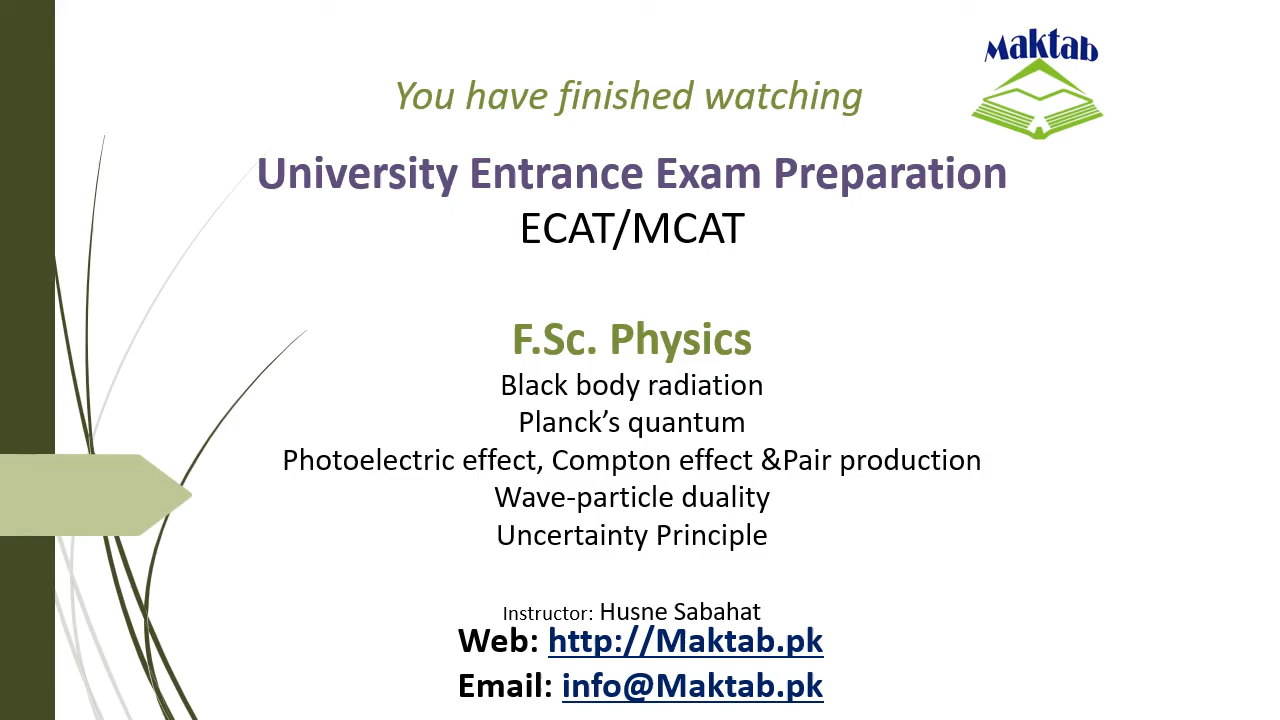 Maktab
You have finished watching
University Entrance Exam Preparation
ECAT/MCAT
F.Sc. Physics
Black body radiation
Planck’s quantum
Photoelectric effect, Compton effect &Pair production
Wave-particle duality
Uncertainty Principle
Instructor: Husne Sabahat
Web: http://Maktab.pk
Email: info@Maktab.pk